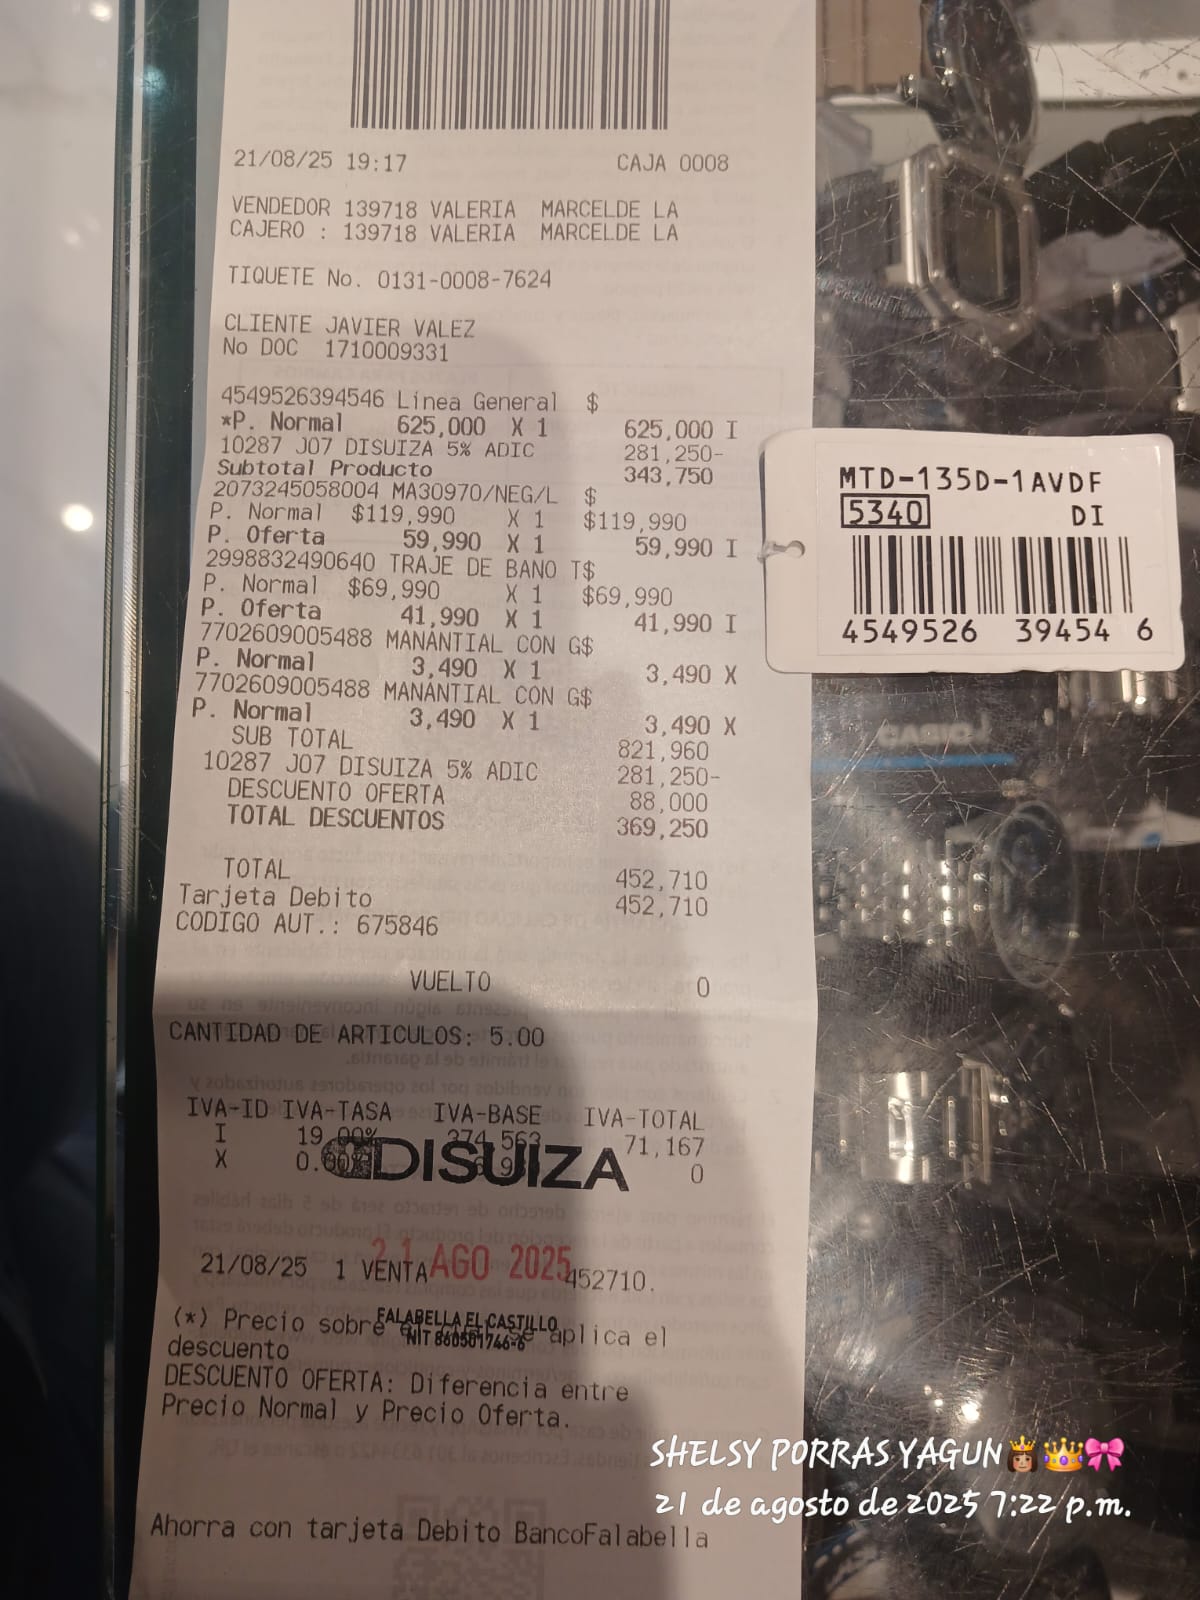 21/08/25 19:17 CAJA 0008
VENDEDOR 139718 VALERIA MARCELDE LA
CAJERO : 139718 VALERIA MARCELDE LA
TIQUETE No. 0131-0008-7624
CLIENTE JAVIER VALEZ
No DOC 1710009331
4549526394546 Linea General $
*P. Normal 625,000 X 1 625,000 I
10287 J07 DISUIZA 5% ADIC 281,250-
Subtotal Producto 343,750
2073245058004 MA30970/NEG/L $
P. Normal $119,990 X 1 $119,990
P. Oferta 59,990 X 1 59,990 I
2998832490640 TRAJE DE BANO T$
P. Normal $69,990 X 1 $69,990
P. Oferta 41,990 X 1 41,990 I
7702609005488 MANANTIAL CON G$
P. Normal 3,490 X 1 3,490 X
7702609005488 MANANTIAL CON G$
P. Normal 3,490 X 1 3,490 X
SUB TOTAL 821,960
10287 J07 DISUIZA 5% ADIC 281,250-
DESCUENTO OFERTA 88,000
TOTAL DESCUENTOS 369,250
TOTAL 452,710
Tarjeta Debito 452,710
CODIGO AUT.: 675846
VUELTO 0
CANTIDAD DE ARTICULOS: 5.00
IVA-ID IVA-TASA IVA-BASE IVA-TOTAL
I 19.00% 374,563 71,167
X 0
DISUIZA
21 AGO 2025
21/08/25 1 VENTA 452710.
FALABELLA EL CASTILLO
NIT 860501746-6
(*) Precio sobre el se aplica el
descuento
DESCUENTO OFERTA: Diferencia entre
Precio Normal y Precio Oferta.
Ahorra con tarjeta Debito BancoFalabella
MTD-135D-1AVDF
5340 DI
4549526 39454 6
CASIO
SHELSY PORRAS YAGUN👸🏽👑🎀
21 de agosto de 2025 7:22 p.m.